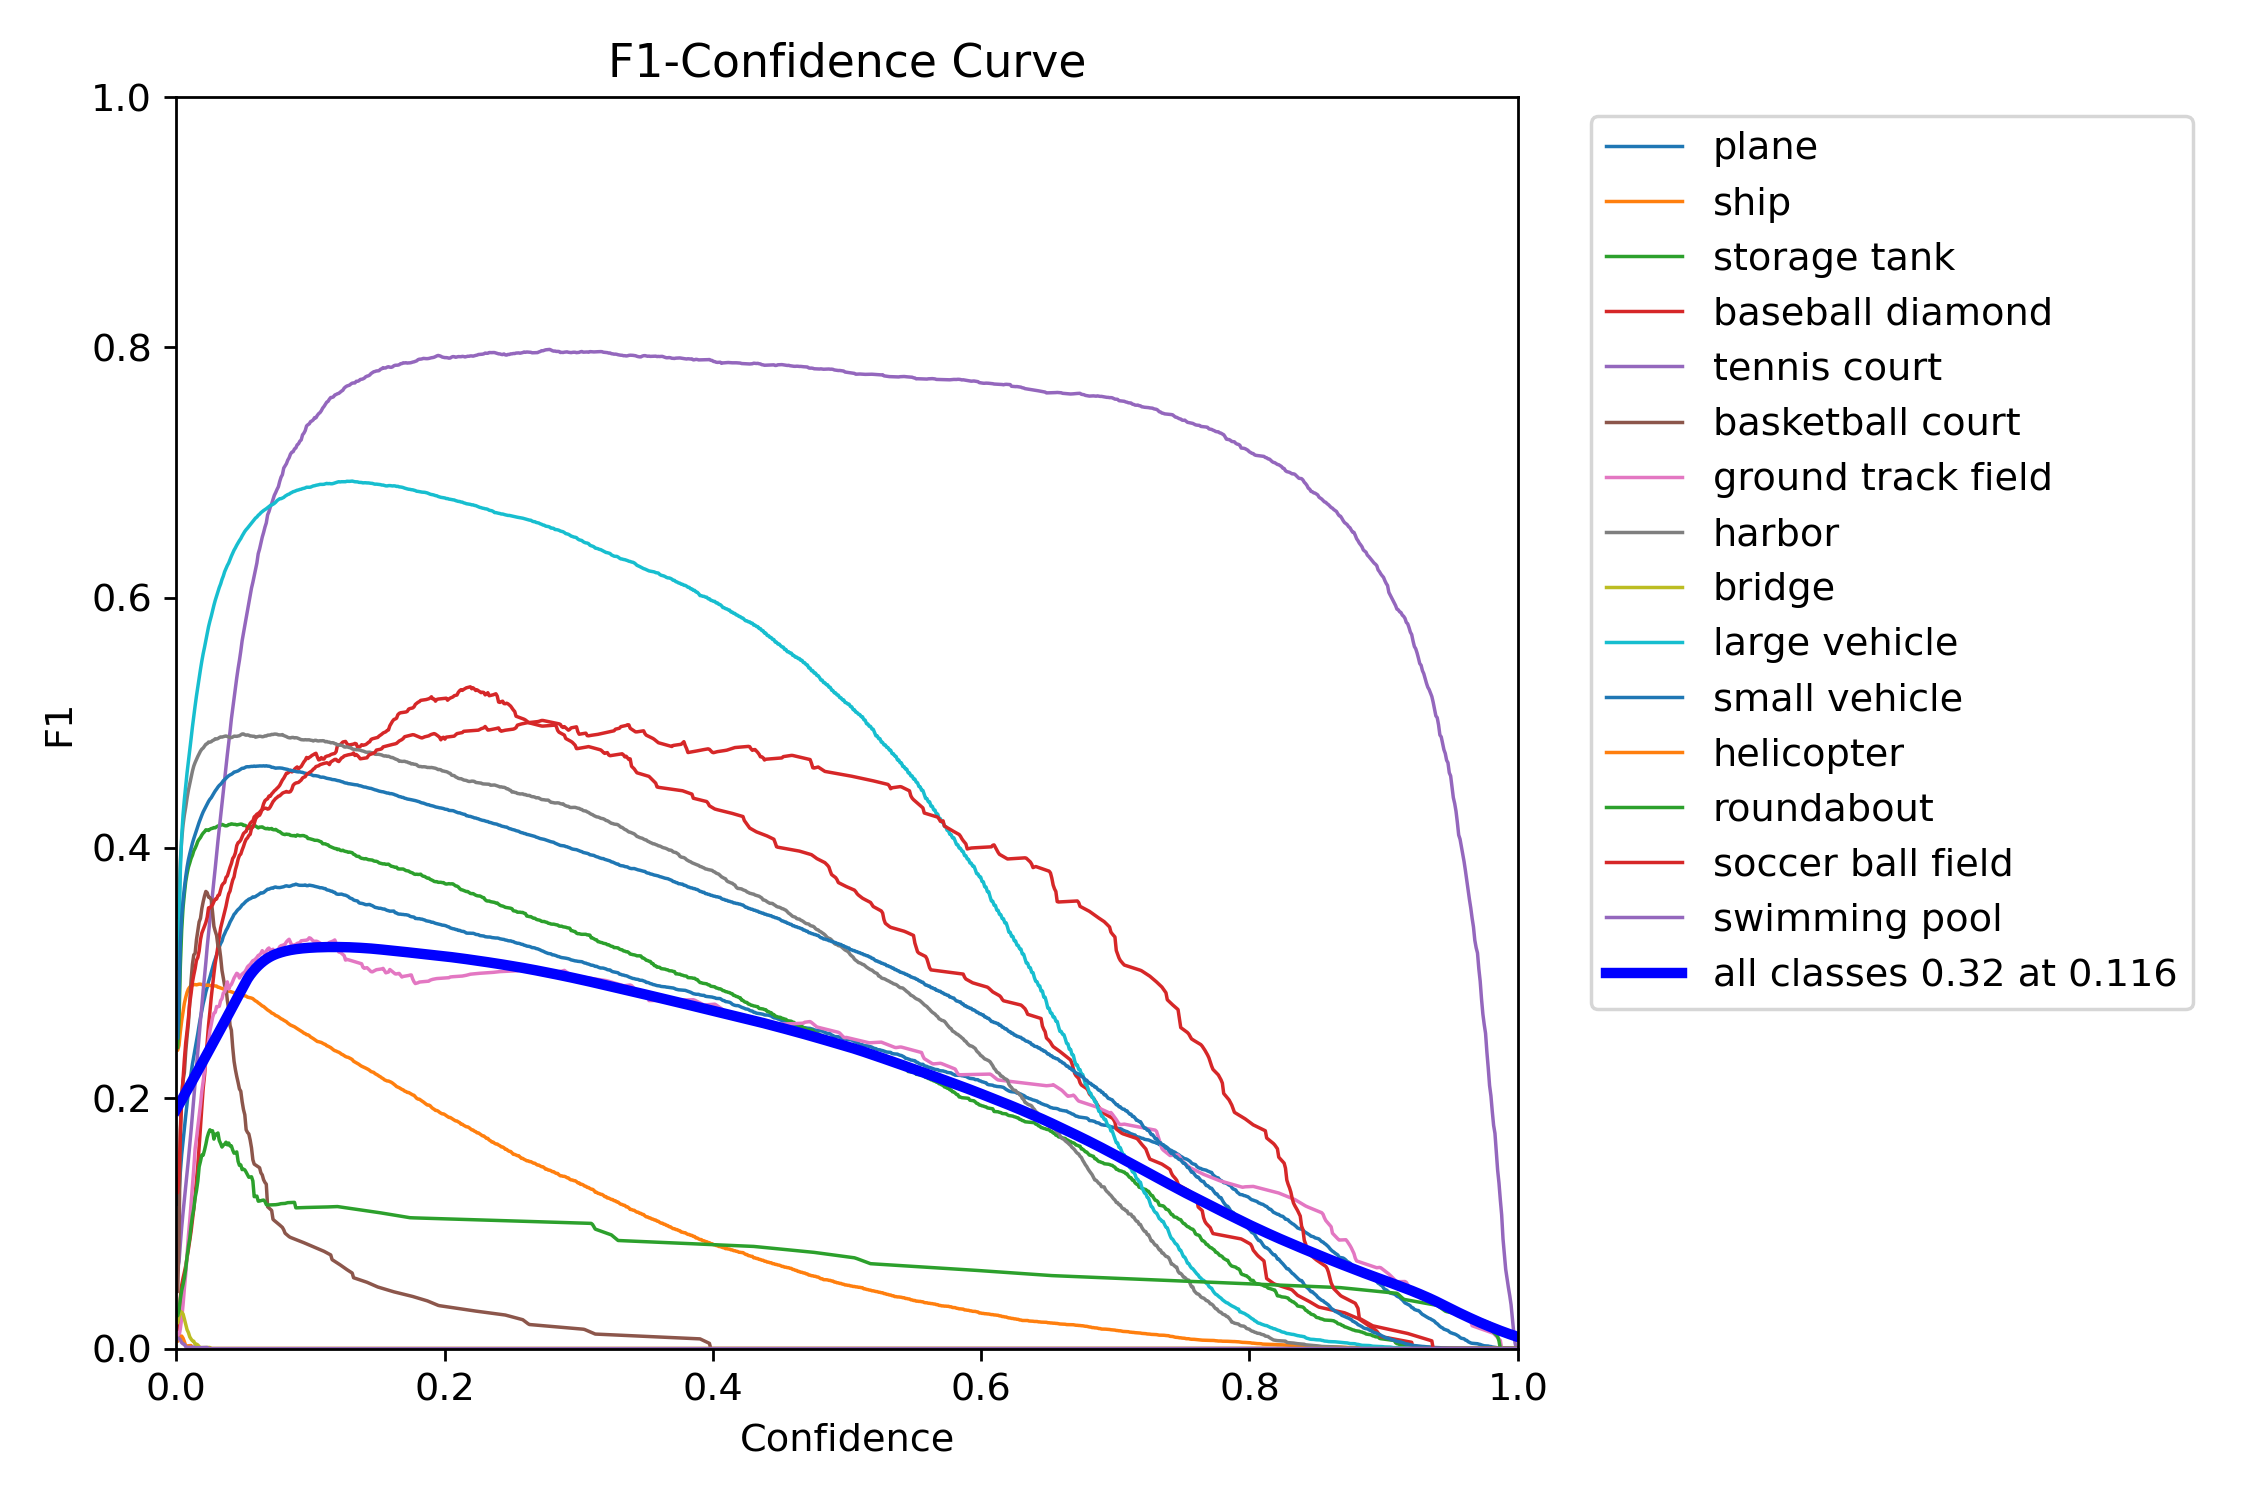 F1-Confidence Curve
1.0
0.8
0.6
0.4
0.2
0.0
F1
0.0 0.2 0.4 0.6 0.8 1.0
Confidence
plane
ship
storage tank
baseball diamond
tennis court
basketball court
ground track field
harbor
bridge
large vehicle
small vehicle
helicopter
roundabout
soccer ball field
swimming pool
all classes 0.32 at 0.116